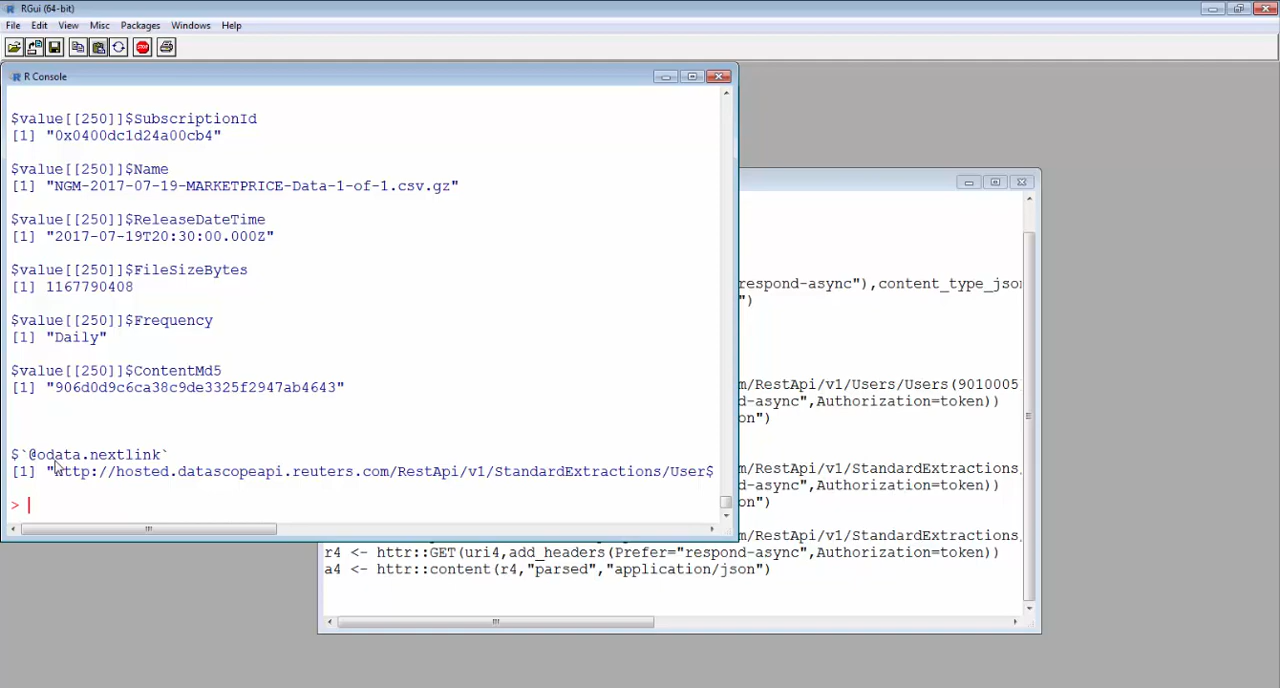 RGui (64-bit)
File Edit View Misc Packages Windows Help
R Console
$value[[250]]$SubscriptionId
[1] "0x0400dc1d24a00cb4"
$value[[250]]$Name
[1] "NGM-2017-07-19-MARKETPRICE-Data-1-of-1.csv.gz"
$value[[250]]$ReleaseDateTime
[1] "2017-07-19T20:30:00.000Z"
$value[[250]]$FileSizeBytes
[1] 1167790408
$value[[250]]$Frequency
[1] "Daily"
$value[[250]]$ContentMd5
[1] "906d0d9c6ca38c9de3325f2947ab4643"
$`@odata.nextlink`
[1] "http://hosted.datascopeapi.reuters.com/RestApi/v1/StandardExtractions/User$
>
respond-async"),content_type_json
")
m/RestApi/v1/Users/Users(9010005
d-async",Authorization=token))
on")
m/RestApi/v1/StandardExtractions,
d-async",Authorization=token))
on")
m/RestApi/v1/StandardExtractions,
r4 <- httr::GET(uri4,add_headers(Prefer="respond-async",Authorization=token))
a4 <- httr::content(r4,"parsed","application/json")